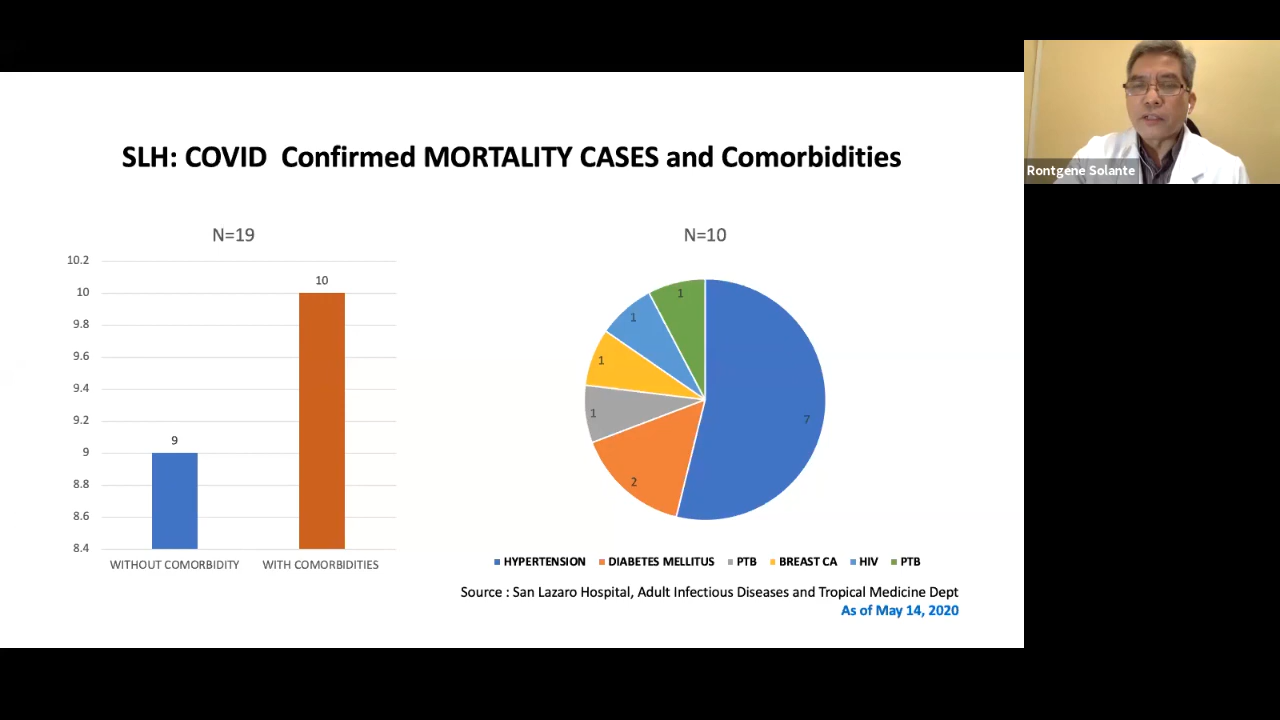 SLH: COVID  Confirmed MORTALITY CASES and Comorbidities
Rontgene Solante
N=19
10.2
10
9.8
9.6
9.4
9.2
9
8.8
8.6
8.4
9
10
WITHOUT COMORBIDITY
WITH COMORBIDITIES
N=10
1
1
1
1
2
7
HYPERTENSION DIABETES MELLITUS PTB BREAST CA HIV PTB
Source : San Lazaro Hospital, Adult Infectious Diseases and Tropical Medicine Dept
As of May 14, 2020